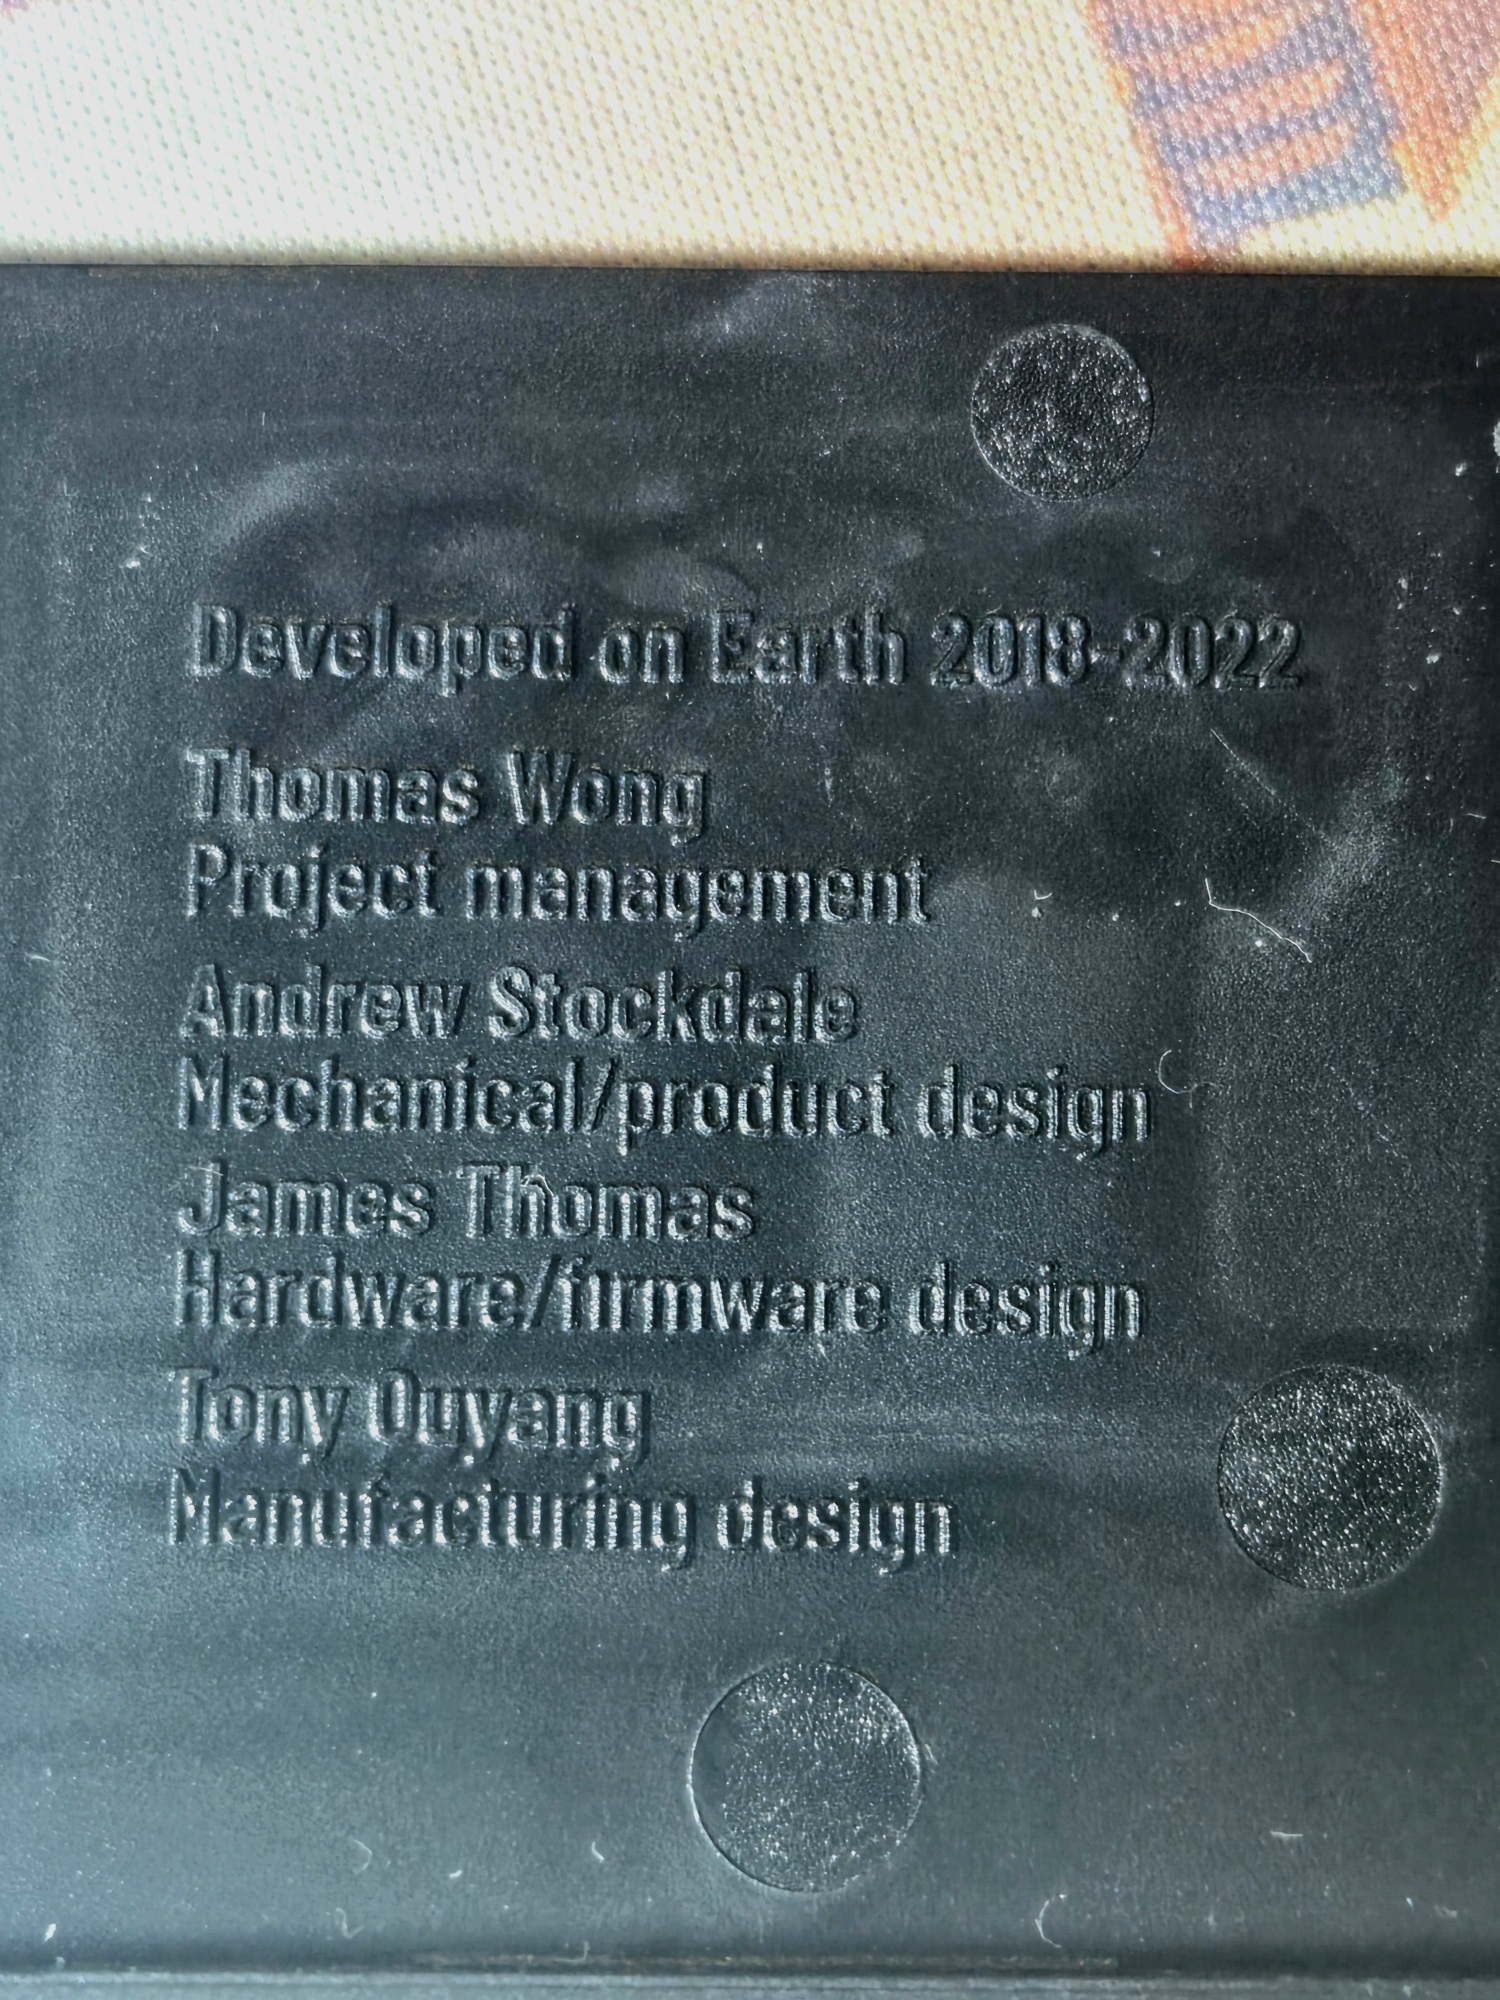 Developed on Earth 2018-2022
Thomas Wong
Project management
Andrew Stockdale
Mechanical/product design
James Thomas
Hardware/firmware design
Tony Ouyang
Manufacturing design